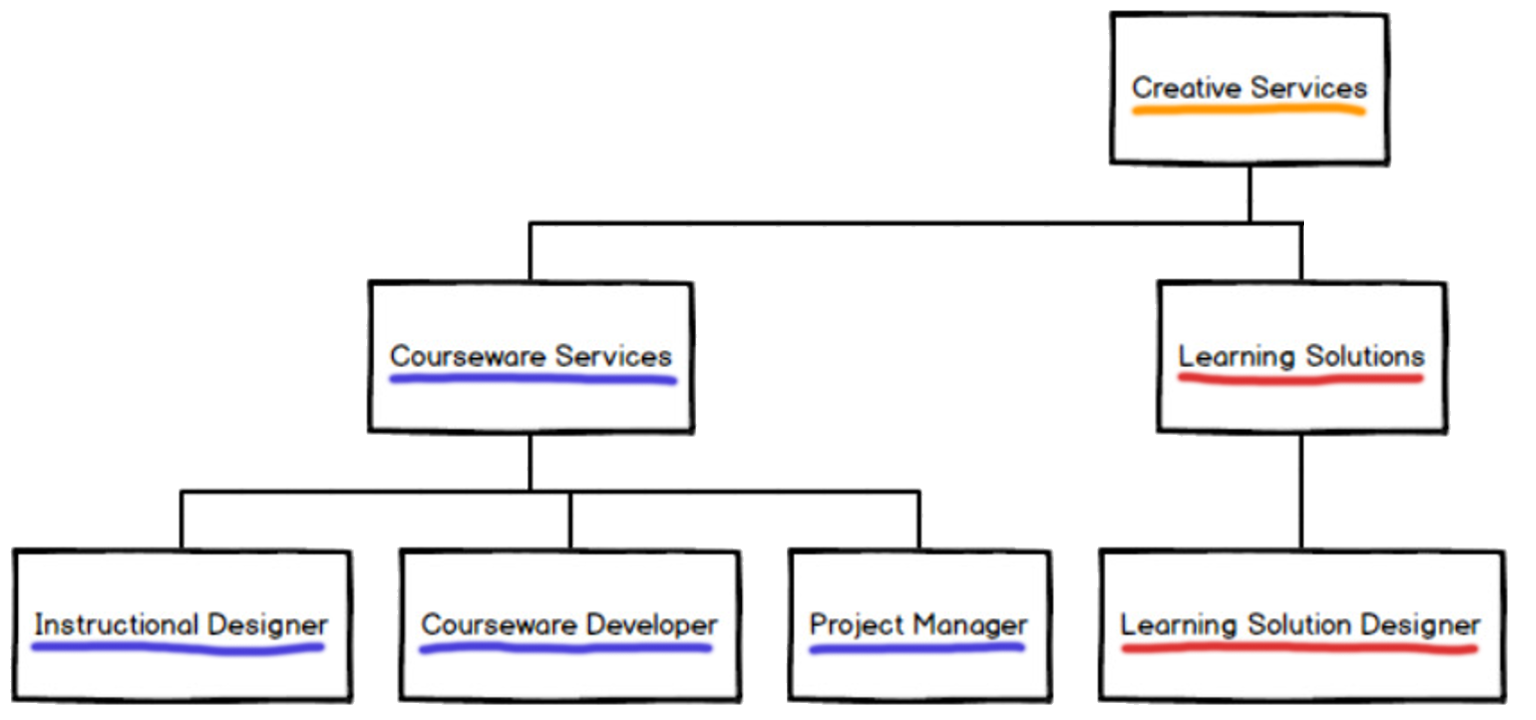 Creative Services
Courseware Services
Learning Solutions
Instructional Designer
Courseware Developer
Project Manager
Learning Solution Designer